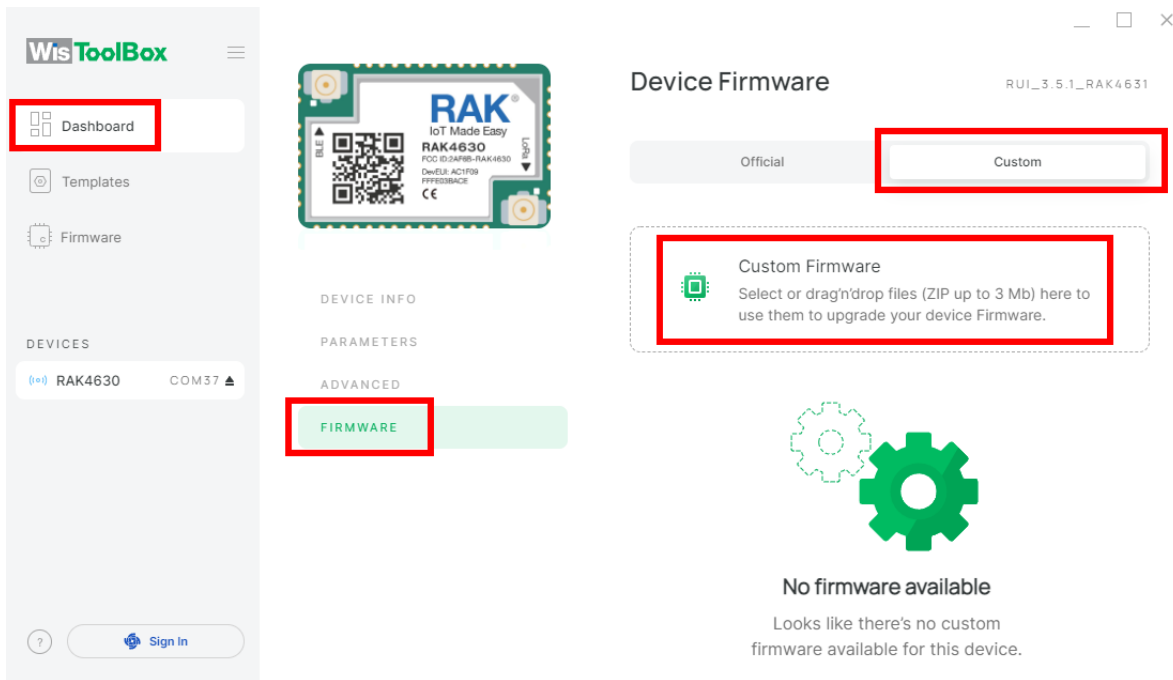 WisToolBox
Dashboard
Templates
Firmware
DEVICES
RAK4630 COM37
?
Sign In
RAK®
IoT Made Easy
RAK4630
FCC ID:2AF6B-RAK4630
DevEUI: AC1F09
FFFE03BACE
CE
BLE
LoRa
DEVICE INFO
PARAMETERS
ADVANCED
FIRMWARE
Device Firmware
RUI_3.5.1_RAK4631
Official
Custom
Custom Firmware
Select or drag'n'drop files (ZIP up to 3 Mb) here to
use them to upgrade your device Firmware.
No firmware available
Looks like there's no custom
firmware available for this device.